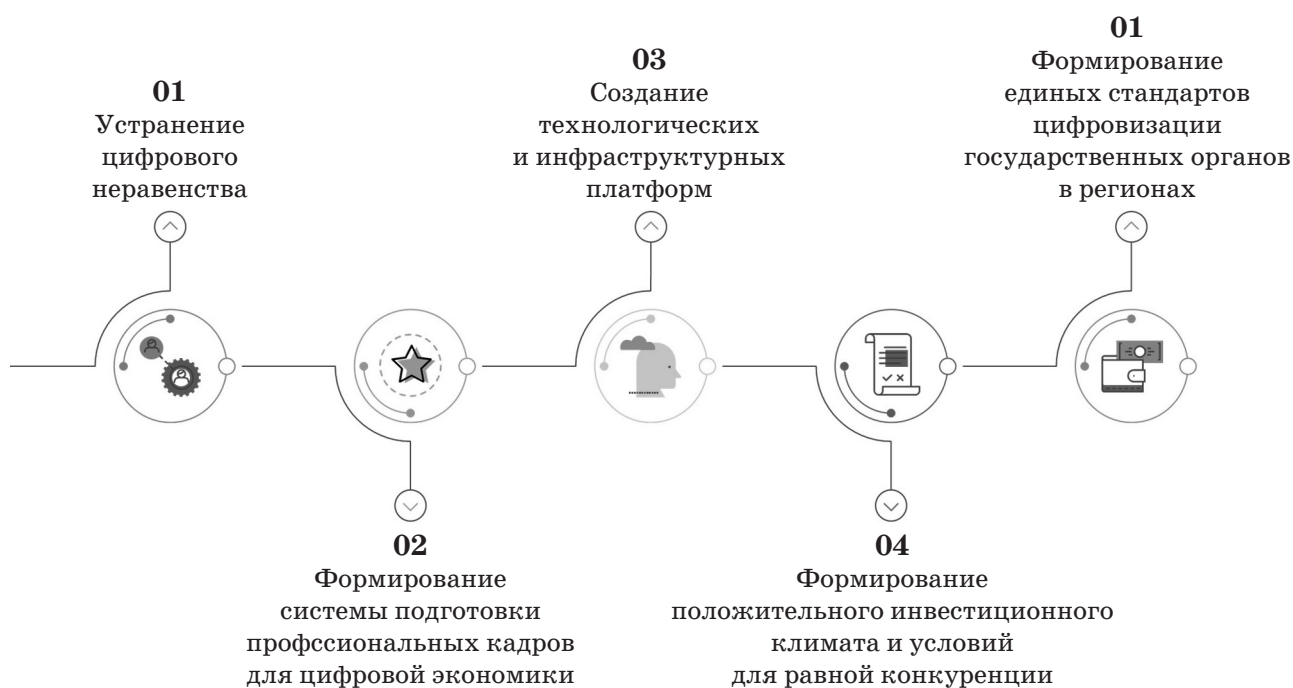 01
Устранение
цифрового
неравенства
02
Формирование
системы подготовки
профссиональных кадров
для цифровой экономики
03
Создание
технологических
и инфраструктурных
платформ
04
Формирование
положительного инвестиционного
климата и условий
для равной конкуренции
01
Формирование
единых стандартов
цифровизации
государственных органов
в регионах